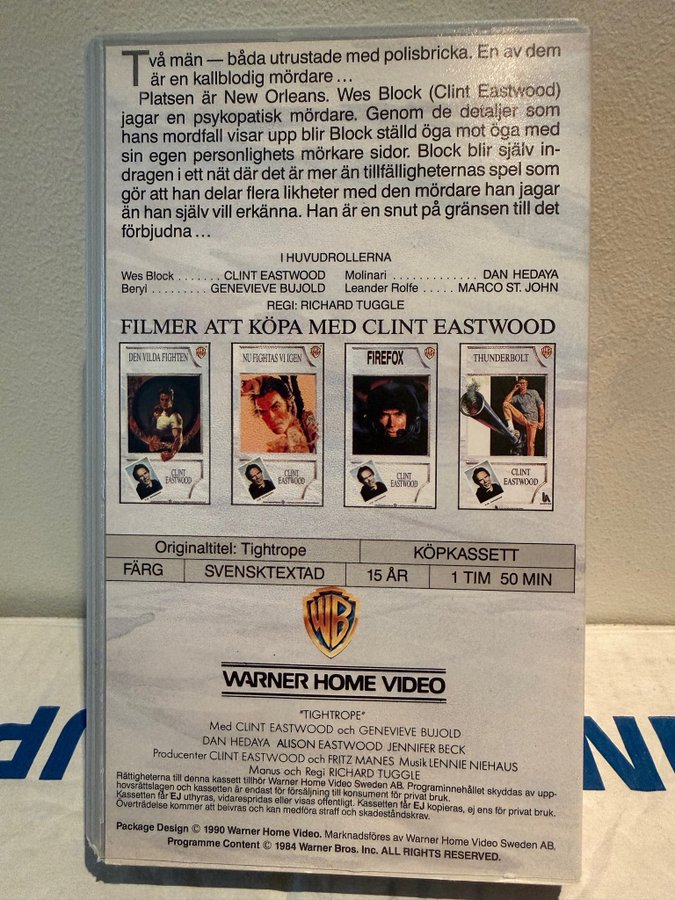 Två män — båda utrustade med polisbricka. En av dem
är en kallblodig mördare ...
Platsen är New Orleans. Wes Block (Clint Eastwood)
jagar en psykopatisk mördare. Genom de detaljer som
hans mordfall visar upp blir Block ställd öga mot öga med
sin egen personlighets mörkare sidor. Block blir själv in-
dragen i ett nät där det är mer än tillfälligheternas spel som
gör att han delar flera likheter med den mördare han jagar
än han själv vill erkänna. Han är en snut på gränsen till det
förbjudna ...
I HUVUDROLLERNA
Wes Block ....... CLINT EASTWOOD Molinari ............. DAN HEDAYA
Beryl ......... GENEVIEVE BUJOLD Leander Rolfe ..... MARCO ST. JOHN
REGI: RICHARD TUGGLE
FILMER ATT KÖPA MED CLINT EASTWOOD
DEN VILDA FIGHTEN NU FIGHTAS VI IGEN FIREFOX THUNDERBOLT
CLINT EASTWOOD CLINT EASTWOOD CLINT EASTWOOD CLINT EASTWOOD
Originaltitel: Tightrope KÖPKASSETT
FÄRG SVENSKTEXTAD 15 ÅR 1 TIM 50 MIN
WB
WARNER HOME VIDEO
"TIGHTROPE"
Med CLINT EASTWOOD och GENEVIEVE BUJOLD
DAN HEDAYA ALISON EASTWOOD JENNIFER BECK
Producenter CLINT EASTWOOD och FRITZ MANES Musik LENNIE NIEHAUS
Manus och Regi RICHARD TUGGLE
Rättigheterna till denna kassett tillhör Warner Home Video Sweden AB. Programinnehållet skyddas av upp-
hovsrättslagen och kassetten är endast för försäljning till konsument för privat bruk.
Kassetten får EJ uthyras, vidarespridas eller visas offentligt. Kassetten får EJ kopieras, ej ens för privat bruk.
Överträdelse kommer att beivras och kan medföra straff och skadeståndskrav.
Package Design © 1990 Warner Home Video. Marknadsföres av Warner Home Video Sweden AB.
Programme Content © 1984 Warner Bros. Inc. ALL RIGHTS RESERVED.
UP